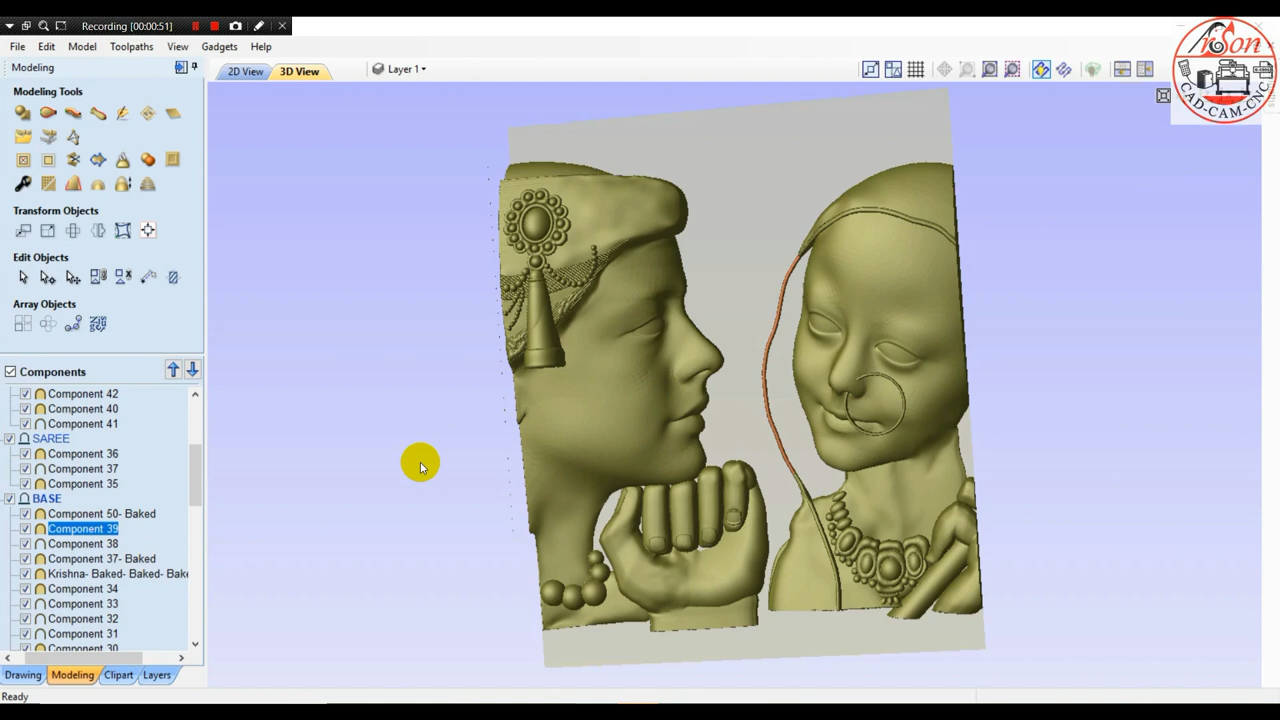 Recording [00:00:51]
File Edit Model Toolpaths View Gadgets Help
Modeling
2D View 3D View Layer 1
Modeling Tools
Transform Objects
Edit Objects
Array Objects
Components
Component 42
Component 40
Component 41
SAREE
Component 36
Component 37
Component 35
BASE
Component 50- Baked
Component 39
Component 38
Component 37- Baked
Krishna- Baked- Baked- Bake
Component 34
Component 33
Component 32
Component 31
Component 30
Drawing Modeling Clipart Layers
Ready
CAD-CAM-CNC